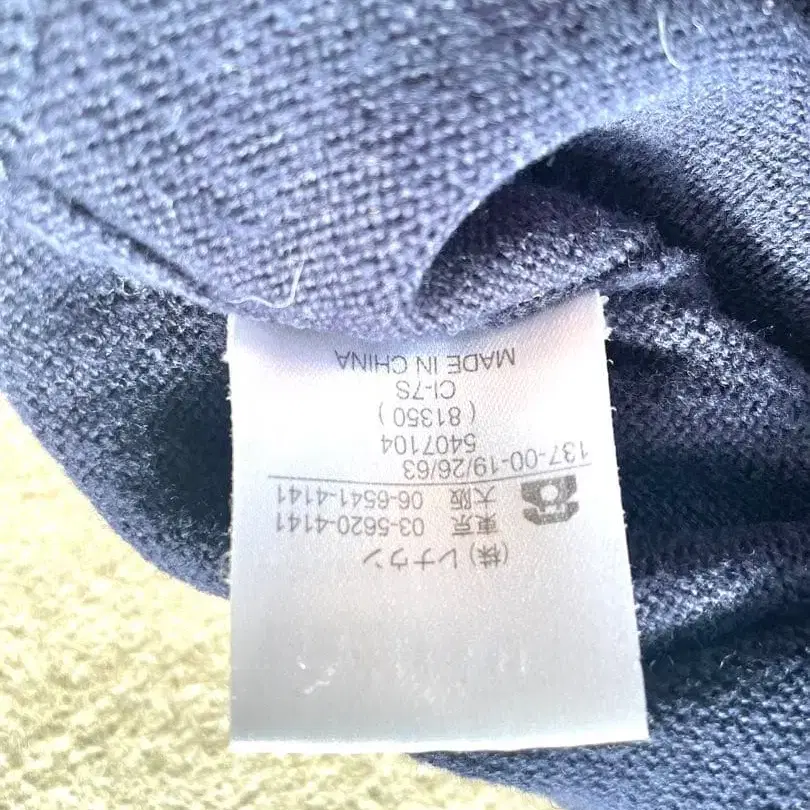 (株) レナウン
東京 03-5620-4141
大阪 06-6541-4141
137-00-19/26/63
5407104
( 81350 )
CI-7S
MADE IN CHINA